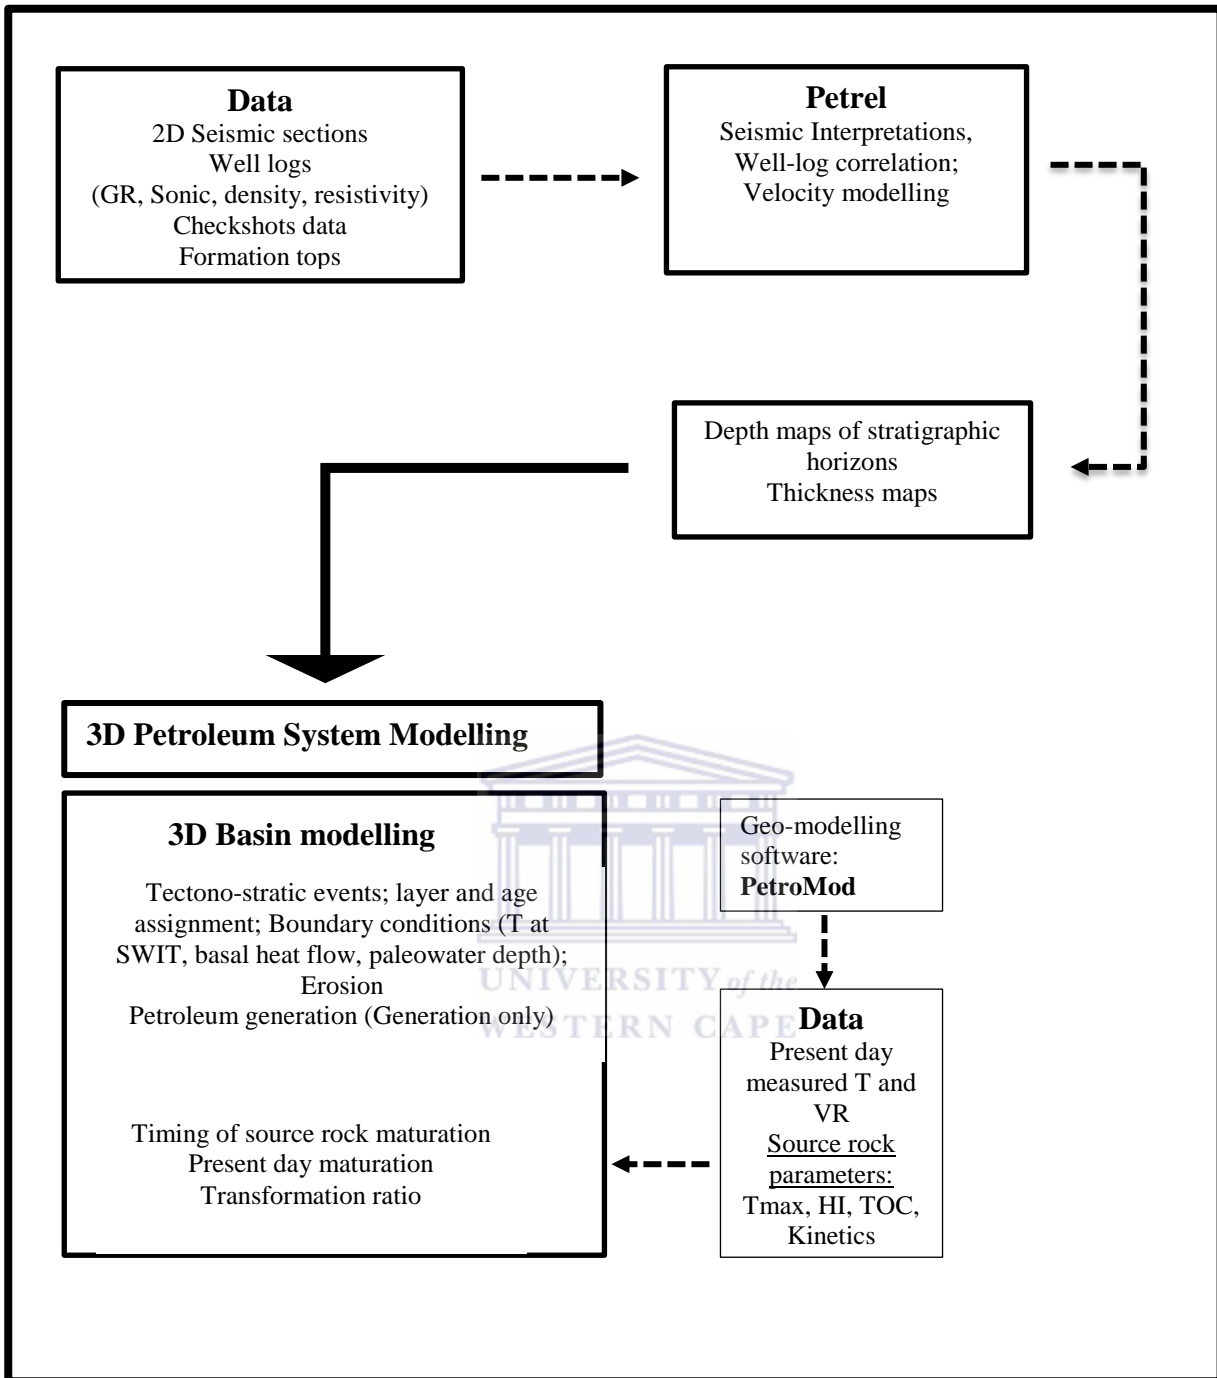 Data
2D Seismic sections
Well logs
(GR, Sonic, density, resistivity)
Checkshots data
Formation tops
Petrel
Seismic Interpretations,
Well-log correlation;
Velocity modelling
Depth maps of stratigraphic
horizons
Thickness maps
3D Petroleum System Modelling
3D Basin modelling
Tectono-stratic events; layer and age
assignment; Boundary conditions (T at
SWIT, basal heat flow, paleowater depth);
Erosion
Petroleum generation (Generation only)
Timing of source rock maturation
Present day maturation
Transformation ratio
Geo-modelling
software:
PetroMod
Data
Present day
measured T and
VR
Source rock
parameters:
Tmax, HI, TOC,
Kinetics
UNIVERSITY of the
WESTERN CAPE